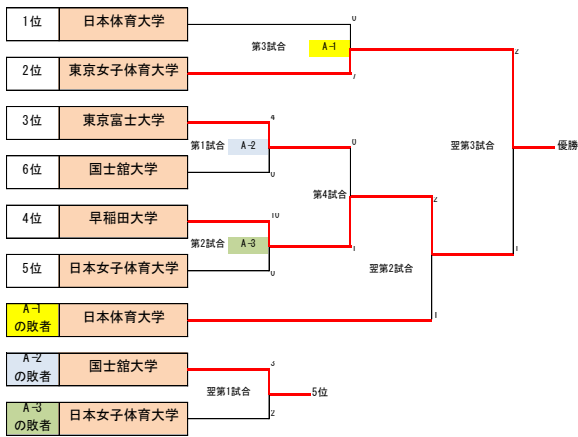 1位 日本体育大学 0
第3試合 A-1
2位 東京女子体育大学 7 2
3位 東京富士大学 4
第1試合 A-2 0 翌第3試合 優勝
6位 国士舘大学 0
第4試合 2
4位 早稲田大学 10
第2試合 A-3 1 1
5位 日本女子体育大学 0 翌第2試合
A-1
の敗者 日本体育大学 1
A-2
の敗者 国士舘大学 3
翌第1試合 5位
A-3
の敗者 日本女子体育大学 2